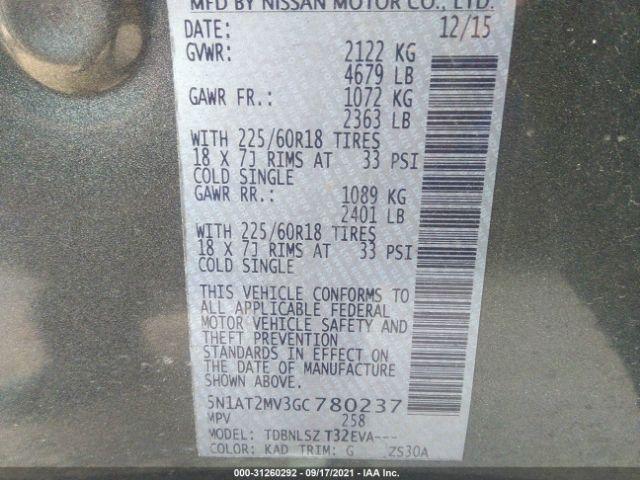 MFD BY NISSAN MOTOR CO., LTD.
DATE: 12/15
GVWR: 2122 KG
4679 LB
GAWR FR.: 1072 KG
2363 LB
WITH 225/60R18 TIRES
18 X 7J RIMS AT 33 PSI
COLD SINGLE
GAWR RR.: 1089 KG
2401 LB
WITH 225/60R18 TIRES
18 X 7J RIMS AT 33 PSI
COLD SINGLE
THIS VEHICLE CONFORMS TO
ALL APPLICABLE FEDERAL
MOTOR VEHICLE SAFETY AND
THEFT PREVENTION
STANDARDS IN EFFECT ON
THE DATE OF MANUFACTURE
SHOWN ABOVE.
5N1AT2MV3GC780237
MPV 258
MODEL: TDBNLSZ T32EVA---
COLOR: KAD TRIM: G ZS30A
000-31260292 - 09/17/2021 - IAA Inc.